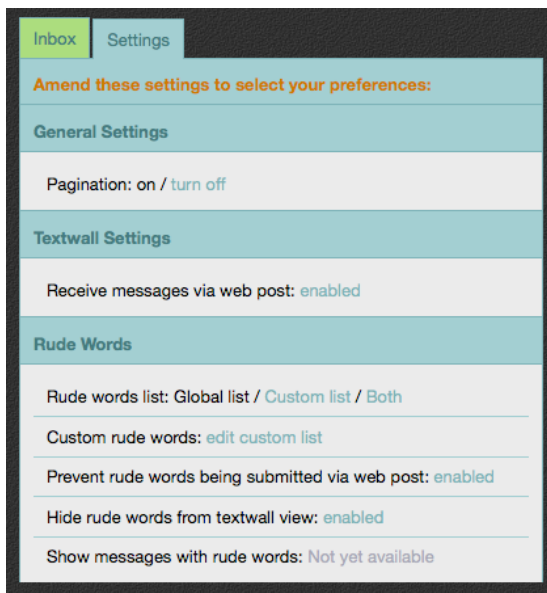 Inbox
Settings
Amend these settings to select your preferences:
General Settings
Pagination: on / turn off
Textwall Settings
Receive messages via web post: enabled
Rude Words
Rude words list: Global list / Custom list / Both
Custom rude words: edit custom list
Prevent rude words being submitted via web post: enabled
Hide rude words from textwall view: enabled
Show messages with rude words: Not yet available